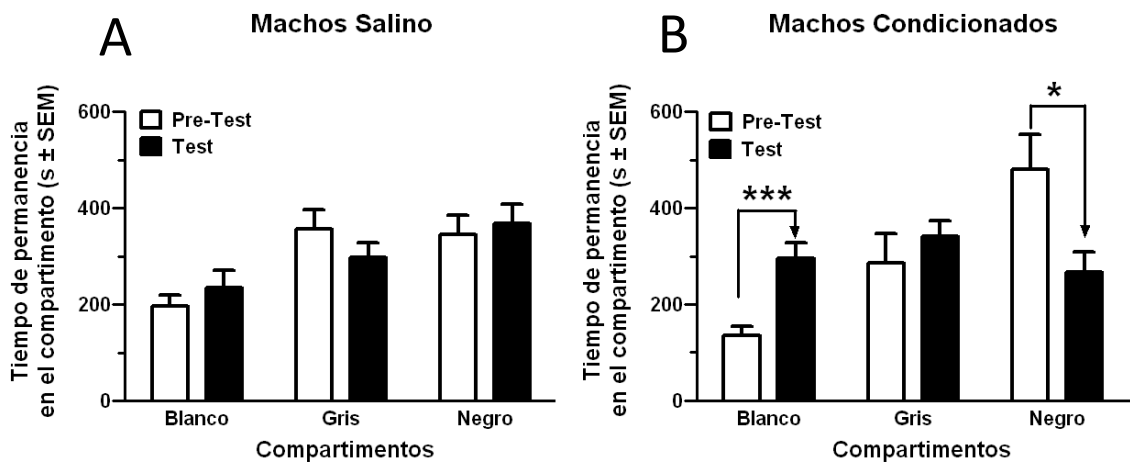 A
Machos Salino
Tiempo de permanencia
en el compartimento (s ± SEM)
600
400
200
0
Pre-Test
Test
Blanco
Gris
Negro
Compartimentos
B
Machos Condicionados
Tiempo de permanencia
en el compartimento (s ± SEM)
600
400
200
0
Pre-Test
Test
***
*
Blanco
Gris
Negro
Compartimentos